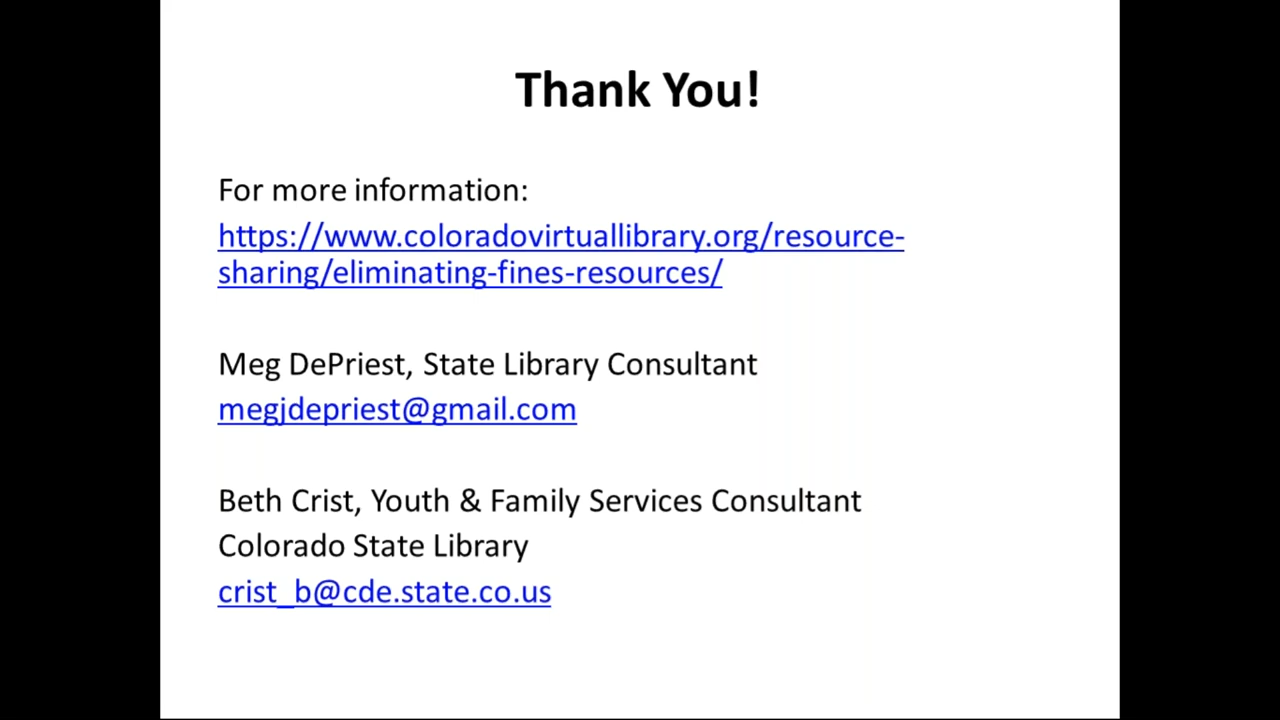 Thank You!
For more information:
https://www.coloradovirtuallibrary.org/resource-
sharing/eliminating-fines-resources/
Meg DePriest, State Library Consultant
megjdepriest@gmail.com
Beth Crist, Youth & Family Services Consultant
Colorado State Library
crist_b@cde.state.co.us